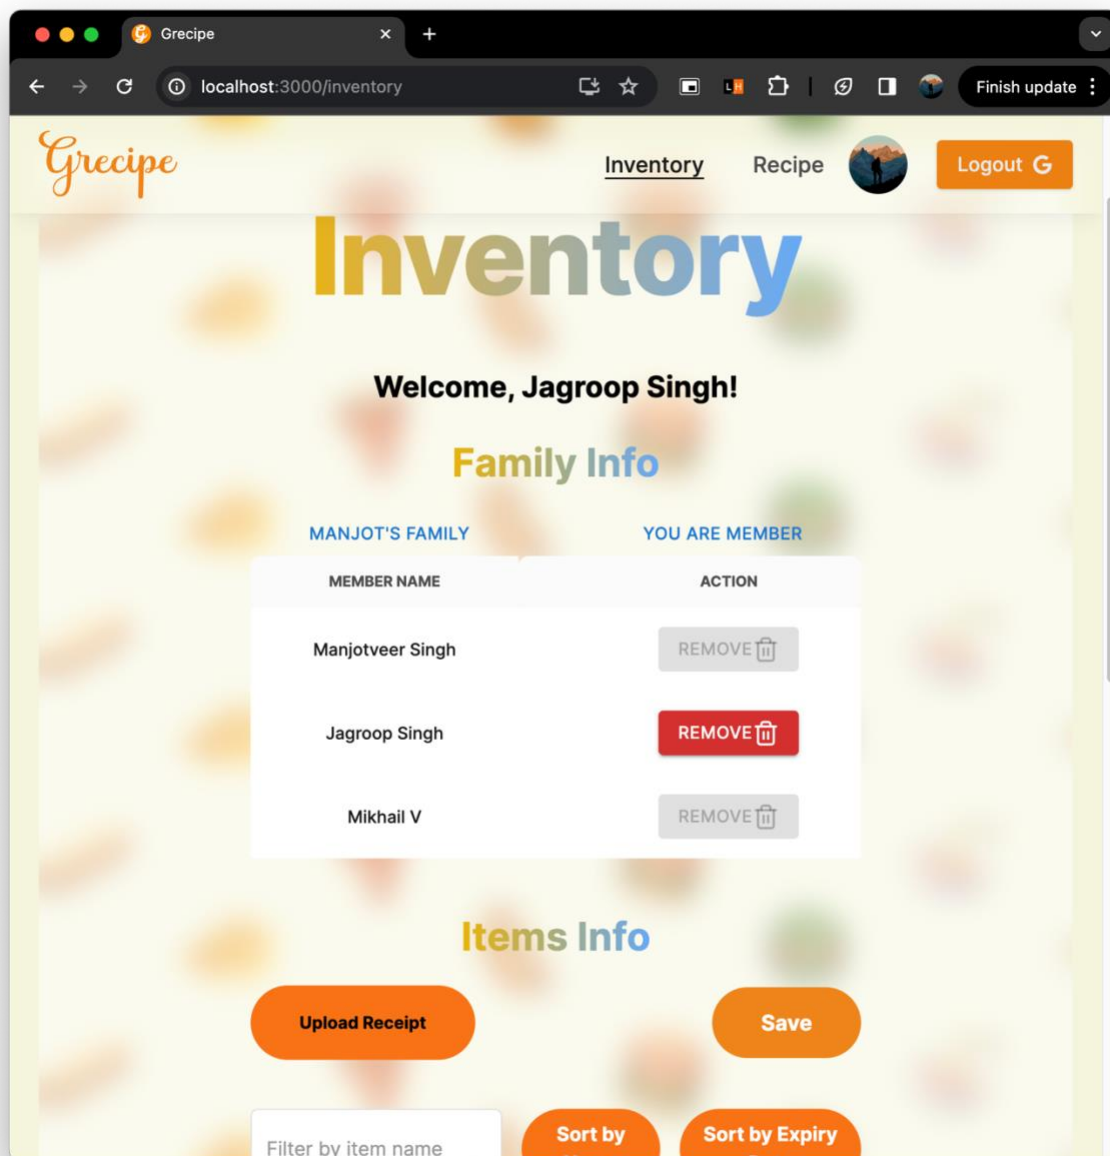 Grecipe
localhost:3000/inventory
Finish update
Grecipe
Inventory
Recipe
Logout G
Inventory
Welcome, Jagroop Singh!
Family Info
MANJOT'S FAMILY
YOU ARE MEMBER
MEMBER NAME
ACTION
Manjotveer Singh
REMOVE
Jagroop Singh
REMOVE
Mikhail V
REMOVE
Items Info
Upload Receipt
Save
Filter by item name
Sort by
Sort by Expiry